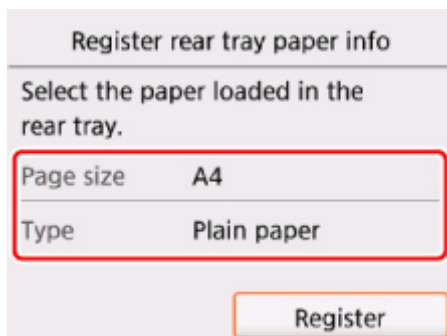 Register rear tray paper info
Select the paper loaded in the
rear tray.
Page size A4
Type Plain paper
Register